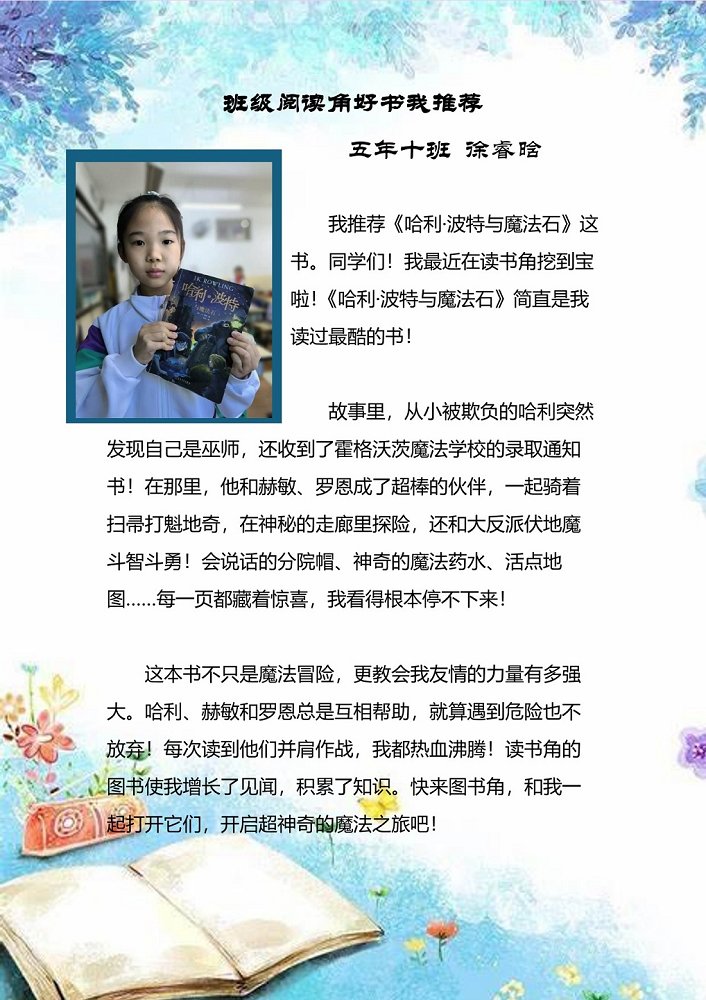 班级阅读角好书我推荐
五年十班 徐睿晗
我推荐《哈利·波特与魔法石》这
书。同学们！我最近在读书角挖到宝
啦！《哈利·波特与魔法石》简直是我
读过最酷的书！
J.K.ROWLING
哈利·波特
与魔法石
故事里，从小被欺负的哈利突然
发现自己是巫师，还收到了霍格沃茨魔法学校的录取通知
书！在那里，他和赫敏、罗恩成了超棒的伙伴，一起骑着
扫帚打魁地奇，在神秘的走廊里探险，还和大反派伏地魔
斗智斗勇！会说话的分院帽、神奇的魔法药水、活点地
图……每一页都藏着惊喜，我看得根本停不下来！
这本书不只是魔法冒险，更教会我友情的力量有多强
大。哈利、赫敏和罗恩总是互相帮助，就算遇到危险也不
放弃！每次读到他们并肩作战，我都热血沸腾！读书角的
图书使我增长了见闻，积累了知识。快来图书角，和我一
起打开它们，开启超神奇的魔法之旅吧！